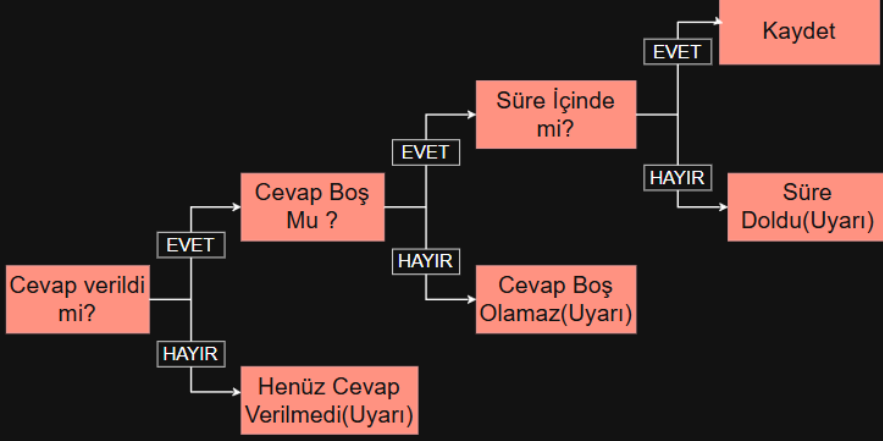 Kaydet
EVET
Süre İçinde
mi?
EVET
HAYIR
Süre
Doldu(Uyarı)
Cevap Boş
Mu ?
EVET
HAYIR
Cevap Boş
Olamaz(Uyarı)
Cevap verildi
mi?
HAYIR
Henüz Cevap
Verilmedi(Uyarı)